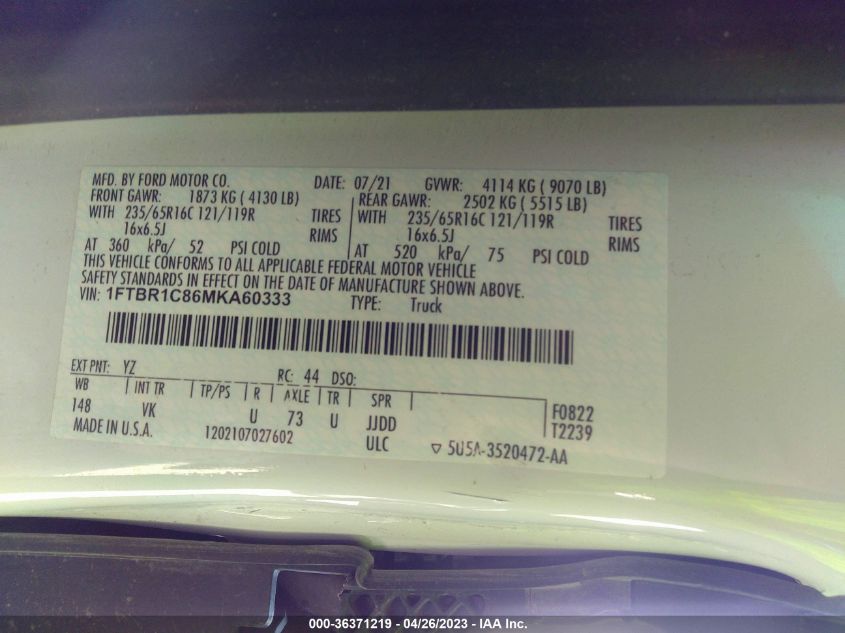 MFD. BY FORD MOTOR CO. DATE: 07/21 GVWR: 4114 KG ( 9070 LB)
FRONT GAWR: 1873 KG ( 4130 LB) REAR GAWR: 2502 KG ( 5515 LB)
WITH 235/65R16C 121/119R TIRES WITH 235/65R16C 121/119R TIRES
16x6.5J RIMS 16x6.5J RIMS
AT 360 kPa/ 52 PSI COLD AT 520 kPa/ 75 PSI COLD
THIS VEHICLE CONFORMS TO ALL APPLICABLE FEDERAL MOTOR VEHICLE
SAFETY STANDARDS IN EFFECT ON THE DATE OF MANUFACTURE SHOWN ABOVE.
VIN: 1FTBR1C86MKA60333 TYPE: Truck
EXT PNT: YZ RC: 44 DSO:
WB INT TR TP/PS R AXLE TR SPR F0822
148 VK U 73 U JJDD T2239
MADE IN U.S.A. 1202107027602 ULC ▽ 5U5A-3520472-AA
000-36371219 - 04/26/2023 - IAA Inc.